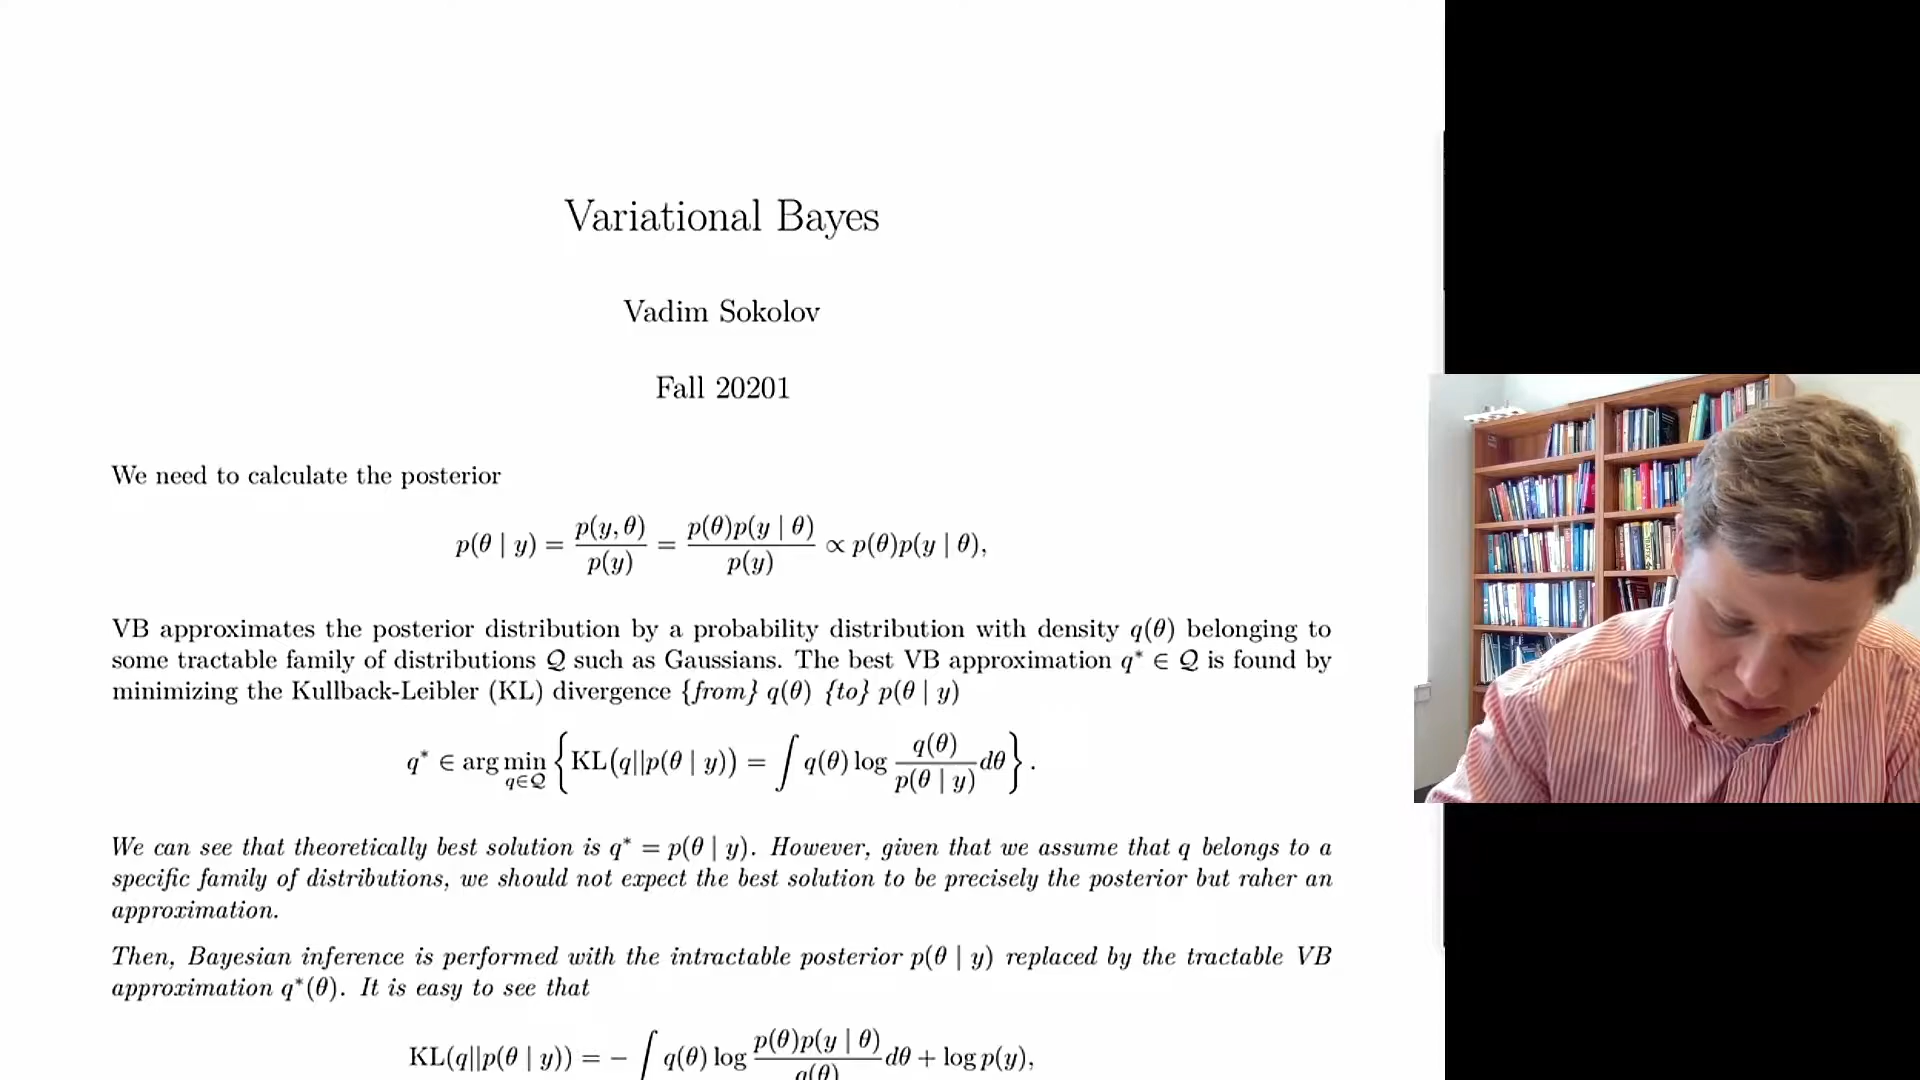 Variational Bayes
Vadim Sokolov
Fall 20201
We need to calculate the posterior
p(θ | y) = p(y, θ) / p(y) = p(θ)p(y | θ) / p(y) ∝ p(θ)p(y | θ),
VB approximates the posterior distribution by a probability distribution with density q(θ) belonging to
some tractable family of distributions 𝒬 such as Gaussians. The best VB approximation q* ∈ 𝒬 is found by
minimizing the Kullback-Leibler (KL) divergence {from} q(θ) {to} p(θ | y)
q* ∈ arg min q∈𝒬 { KL(q||p(θ | y)) = ∫ q(θ) log q(θ) / p(θ | y) dθ } .
We can see that theoretically best solution is q* = p(θ | y). However, given that we assume that q belongs to a
specific family of distributions, we should not expect the best solution to be precisely the posterior but raher an
approximation.
Then, Bayesian inference is performed with the intractable posterior p(θ | y) replaced by the tractable VB
approximation q*(θ). It is easy to see that
KL(q||p(θ | y)) = − ∫ q(θ) log p(θ)p(y | θ) / q(θ) dθ + log p(y),